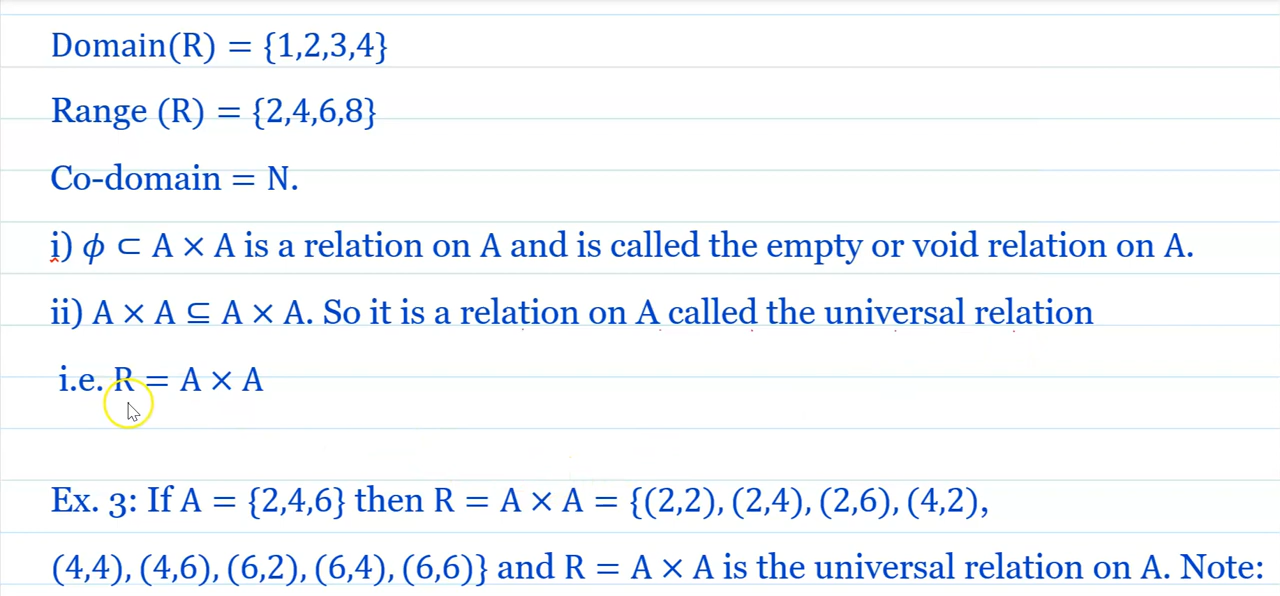 Domain(R) = {1,2,3,4}
Range (R) = {2,4,6,8}
Co-domain = N.
i) ϕ ⊂ A × A is a relation on A and is called the empty or void relation on A.
ii) A × A ⊆ A × A. So it is a relation on A called the universal relation
i.e. R = A × A
Ex. 3: If A = {2,4,6} then R = A × A = {(2,2), (2,4), (2,6), (4,2),
(4,4), (4,6), (6,2), (6,4), (6,6)} and R = A × A is the universal relation on A. Note: